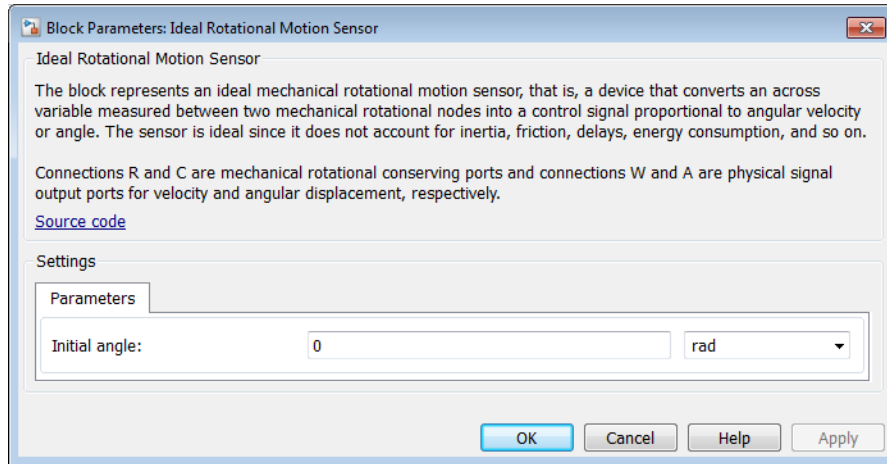 Block Parameters: Ideal Rotational Motion Sensor
Ideal Rotational Motion Sensor
The block represents an ideal mechanical rotational motion sensor, that is, a device that converts an across
variable measured between two mechanical rotational nodes into a control signal proportional to angular velocity
or angle. The sensor is ideal since it does not account for inertia, friction, delays, energy consumption, and so on.
Connections R and C are mechanical rotational conserving ports and connections W and A are physical signal
output ports for velocity and angular displacement, respectively.
Source code
Settings
Parameters
Initial angle: 0 rad
OK Cancel Help Apply